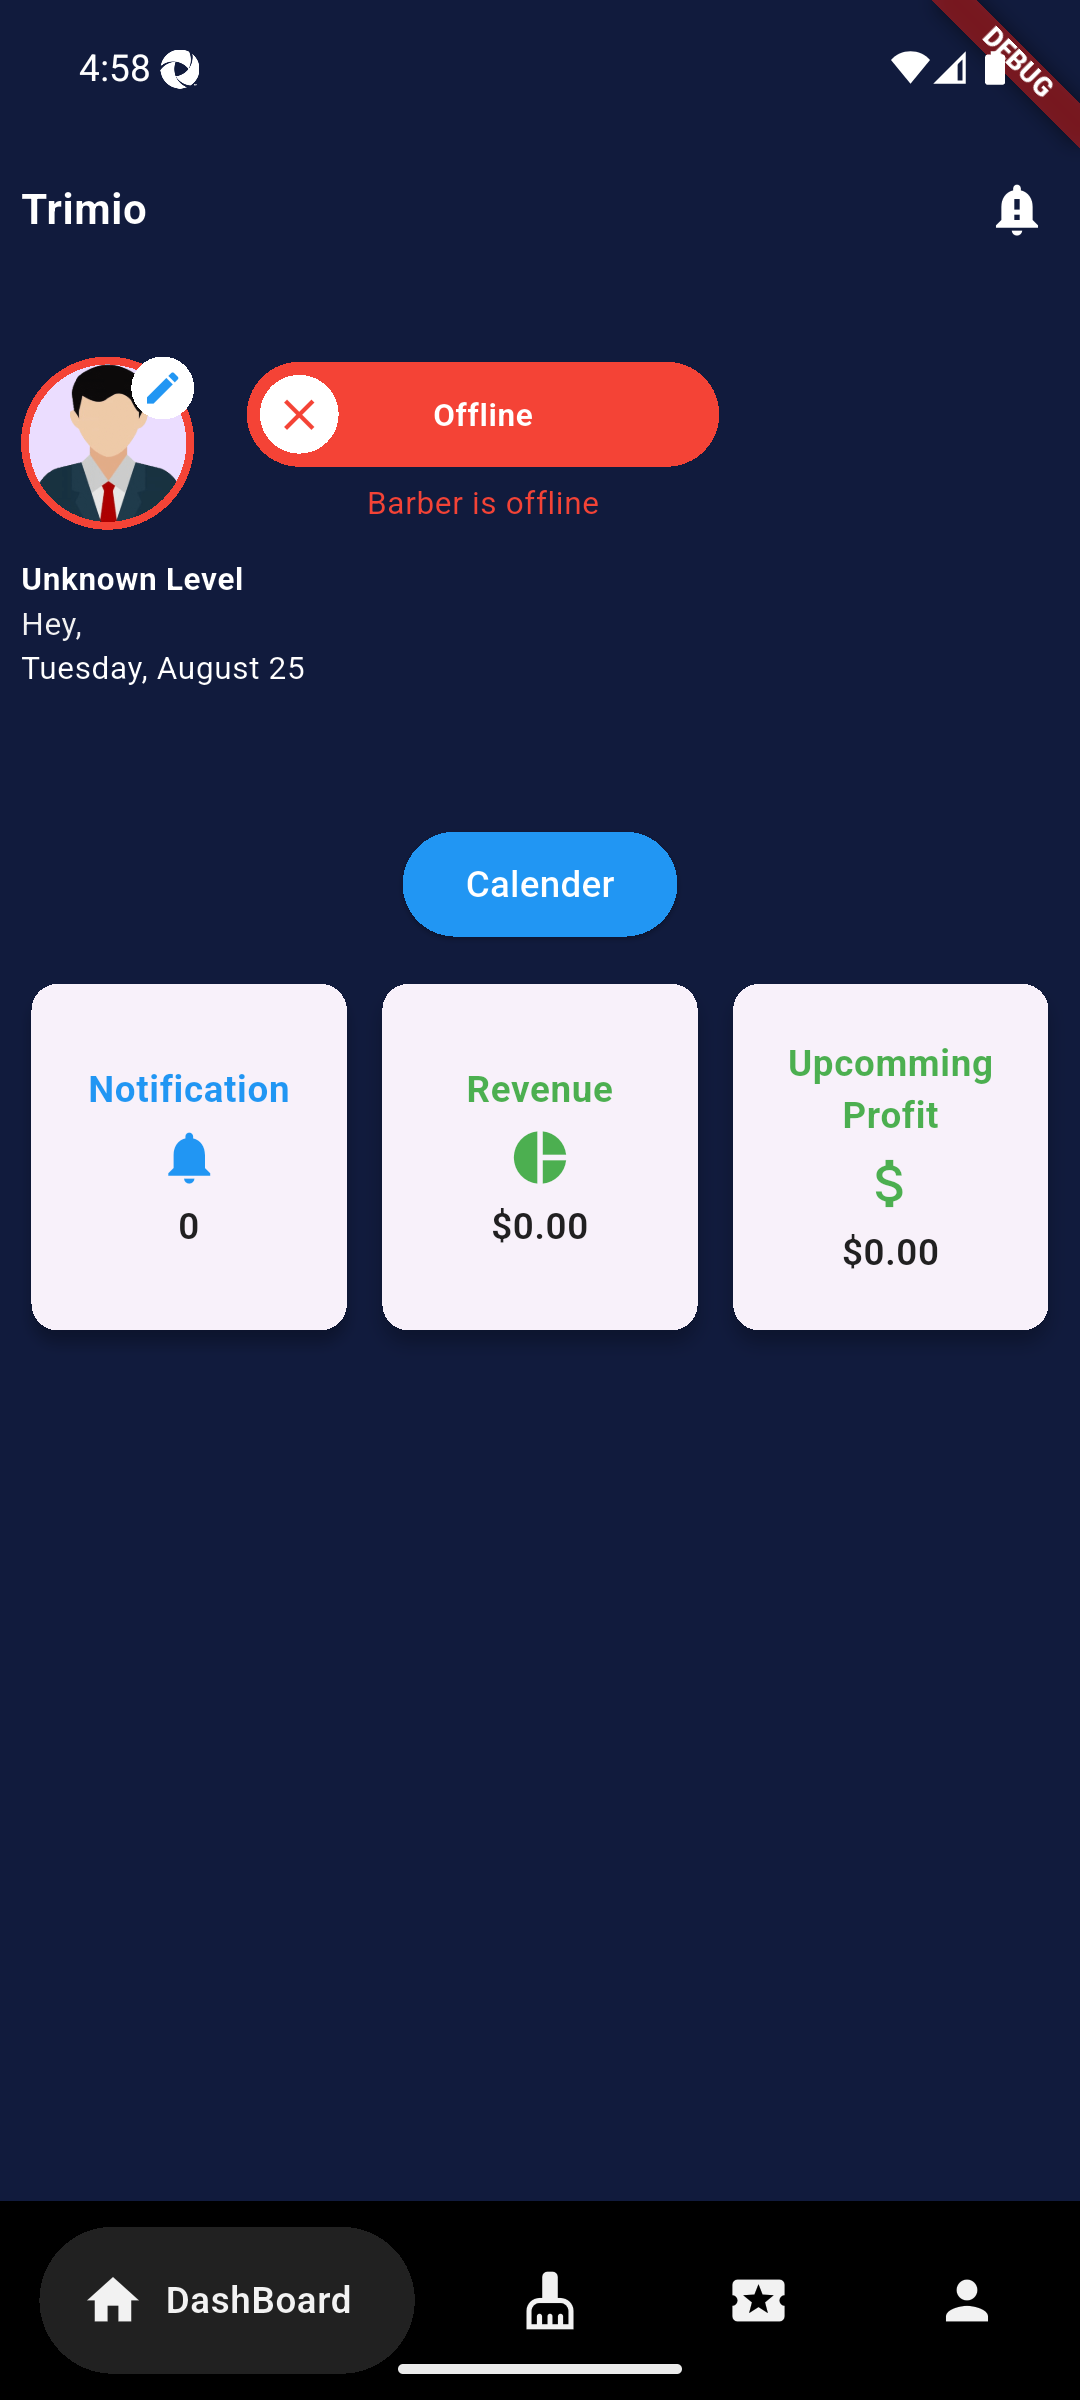 4:58
DEBUG
Trimio
Offline
Barber is offline
Unknown Level
Hey,
Tuesday, August 25
Calender
Notification
0
Revenue
$0.00
Upcomming
Profit
$
$0.00
DashBoard